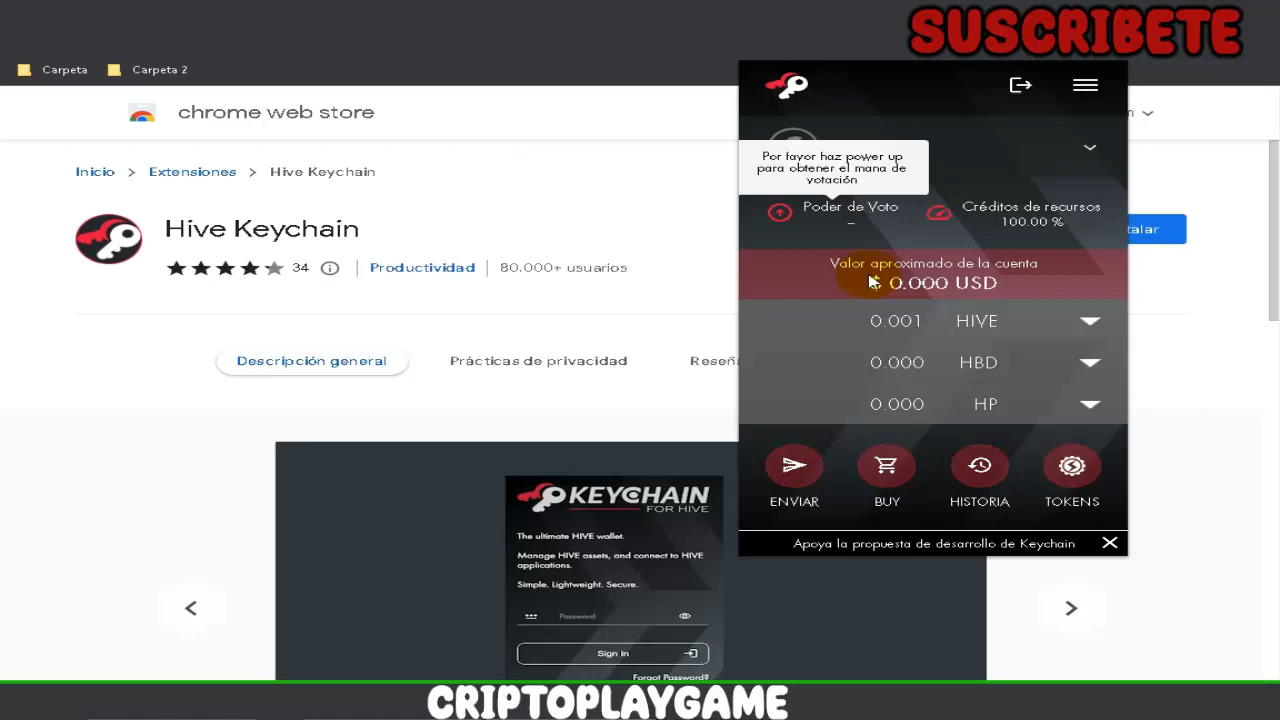 SUSCRIBETE
Carpeta
Carpeta 2
chrome web store
Inicio > Extensiones > Hive Keychain
Hive Keychain
34
Productividad
80.000+ usuarios
Descripción general
Prácticas de privacidad
Por favor haz power up
para obtener el mana de
votación
Poder de Voto
–
Créditos de recursos
100.00 %
Valor aproximado de la cuenta
$ 0.000 USD
0.001 HIVE
0.000 HBD
0.000 HP
ENVIAR
BUY
HISTORIA
TOKENS
Apoya la propuesta de desarrollo de Keychain
KEYCHAIN
FOR HIVE
The ultimate HIVE wallet.
Manage HIVE assets, and connect to HIVE
applications.
Simple. Lightweight. Secure.
Password
Sign In
Forgot Password?
CRIPTOPLAYGAME